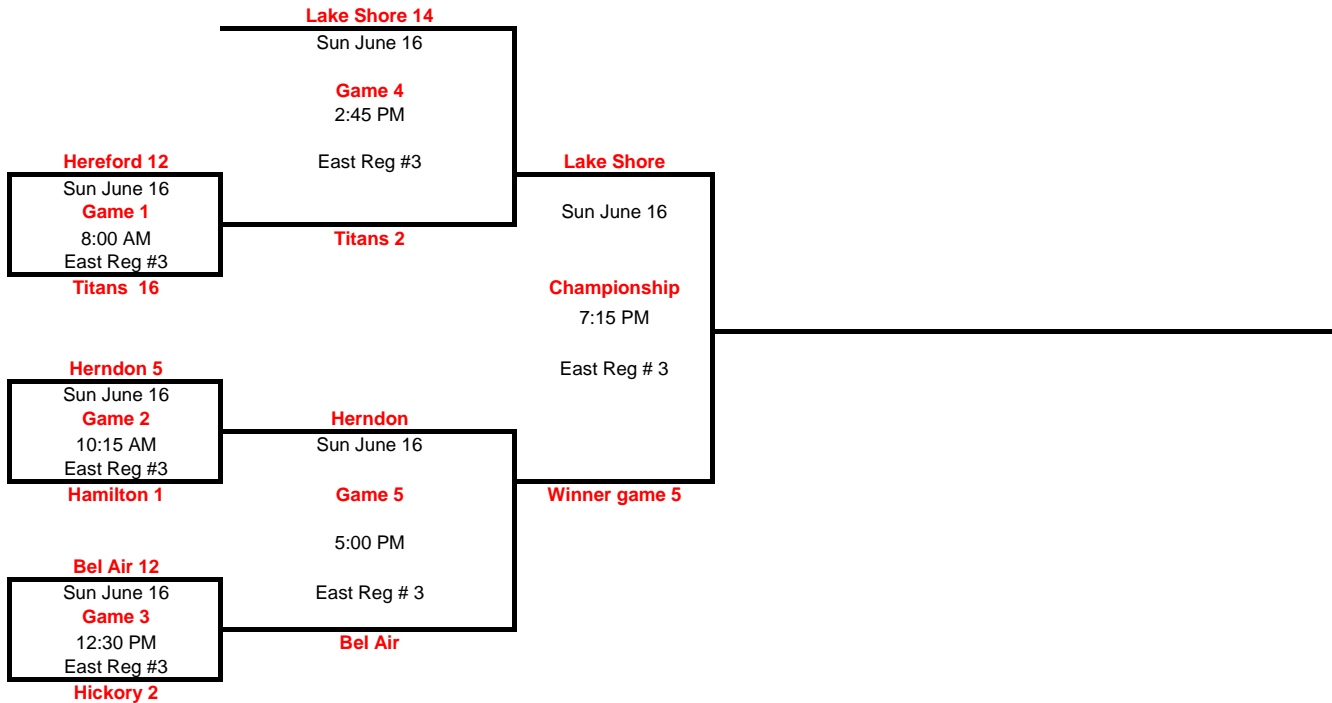 Lake Shore 14
Sun June 16
Game 4
2:45 PM
East Reg #3
Hereford 12
Sun June 16
Game 1
8:00 AM
East Reg #3
Titans  16
Titans 2
Lake Shore
Sun June 16
Championship
7:15 PM
East Reg # 3
Herndon 5
Sun June 16
Game 2
10:15 AM
East Reg #3
Hamilton 1
Herndon
Sun June 16
Game 5
5:00 PM
East Reg # 3
Winner game 5
Bel Air 12
Sun June 16
Game 3
12:30 PM
East Reg #3
Hickory 2
Bel Air